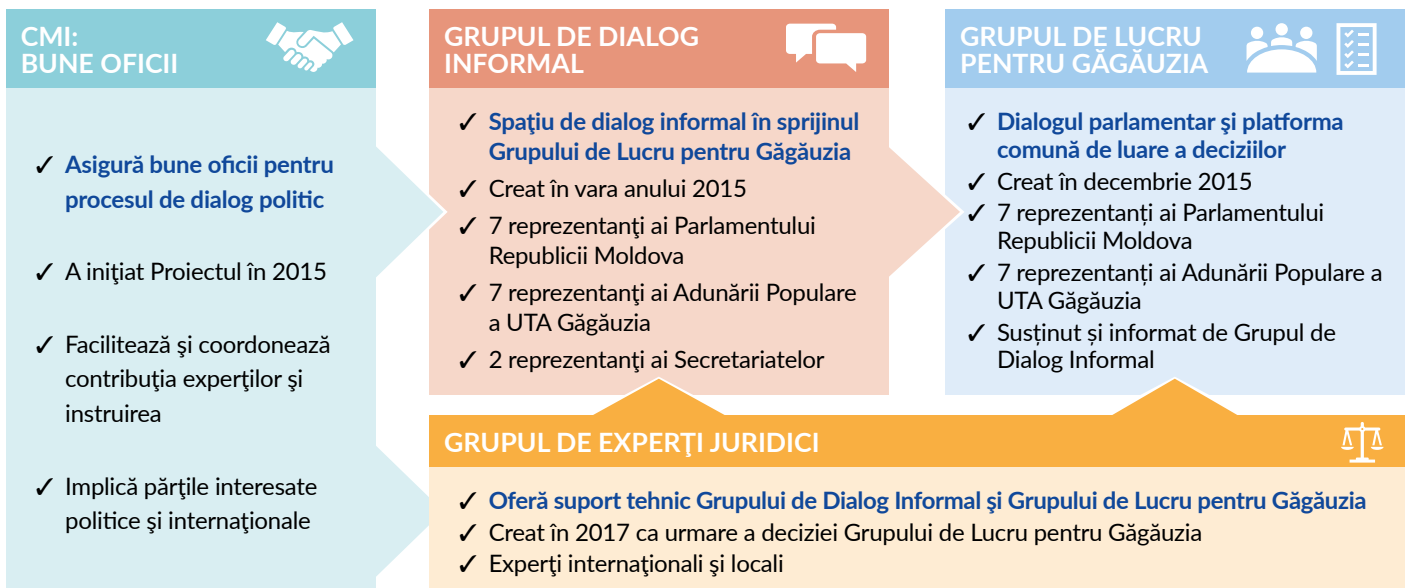 CMI:
BUNE OFICII
✓ Asigură bune oficii pentru
procesul de dialog politic
✓ A iniţiat Proiectul în 2015
✓ Facilitează şi coordonează
contribuţia experţilor şi
instruirea
✓ Implică părţile interesate
politice şi internaţionale
GRUPUL DE DIALOG
INFORMAL
✓ Spaţiu de dialog informal în sprijinul
Grupului de Lucru pentru Găgăuzia
✓ Creat în vara anului 2015
✓ 7 reprezentanţi ai Parlamentului
Republicii Moldova
✓ 7 reprezentanţi ai Adunării Populare
a UTA Găgăuzia
✓ 2 reprezentanţi ai Secretariatelor
GRUPUL DE LUCRU
PENTRU GĂGĂUZIA
✓ Dialogul parlamentar şi platforma
comună de luare a deciziilor
✓ Creat în decembrie 2015
✓ 7 reprezentanți ai Parlamentului
Republicii Moldova
✓ 7 reprezentanți ai Adunării Populare a
UTA Găgăuzia
✓ Susținut și informat de Grupul de
Dialog Informal
GRUPUL DE EXPERŢI JURIDICI
✓ Oferă suport tehnic Grupului de Dialog Informal şi Grupului de Lucru pentru Găgăuzia
✓ Creat în 2017 ca urmare a deciziei Grupului de Lucru pentru Găgăuzia
✓ Experţi internaţionali şi locali